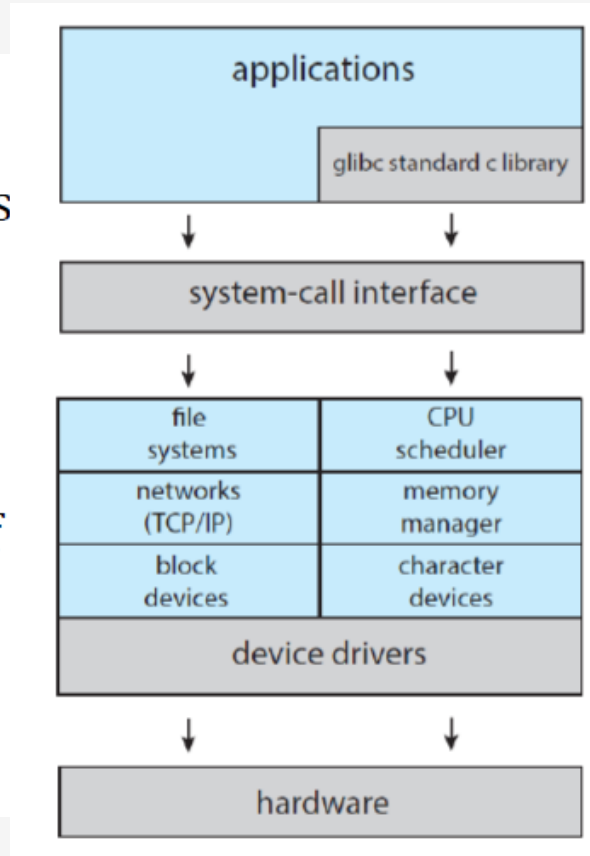 applications
glibc standard c library
S
system-call interface
file
systems
CPU
scheduler
networks
(TCP/IP)
memory
manager
block
devices
character
devices
device drivers
hardware